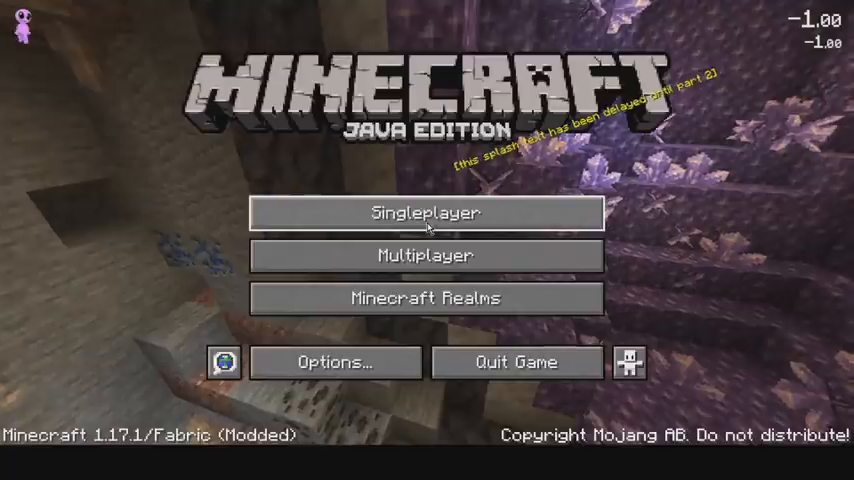 -1.00
-1.00
MINECRAFT
JAVA EDITION
[this splash text has been delayed until part 2]
Singleplayer
Multiplayer
Minecraft Realms
Options...
Quit Game
Minecraft 1.17.1/Fabric (Modded)
Copyright Mojang AB. Do not distribute!